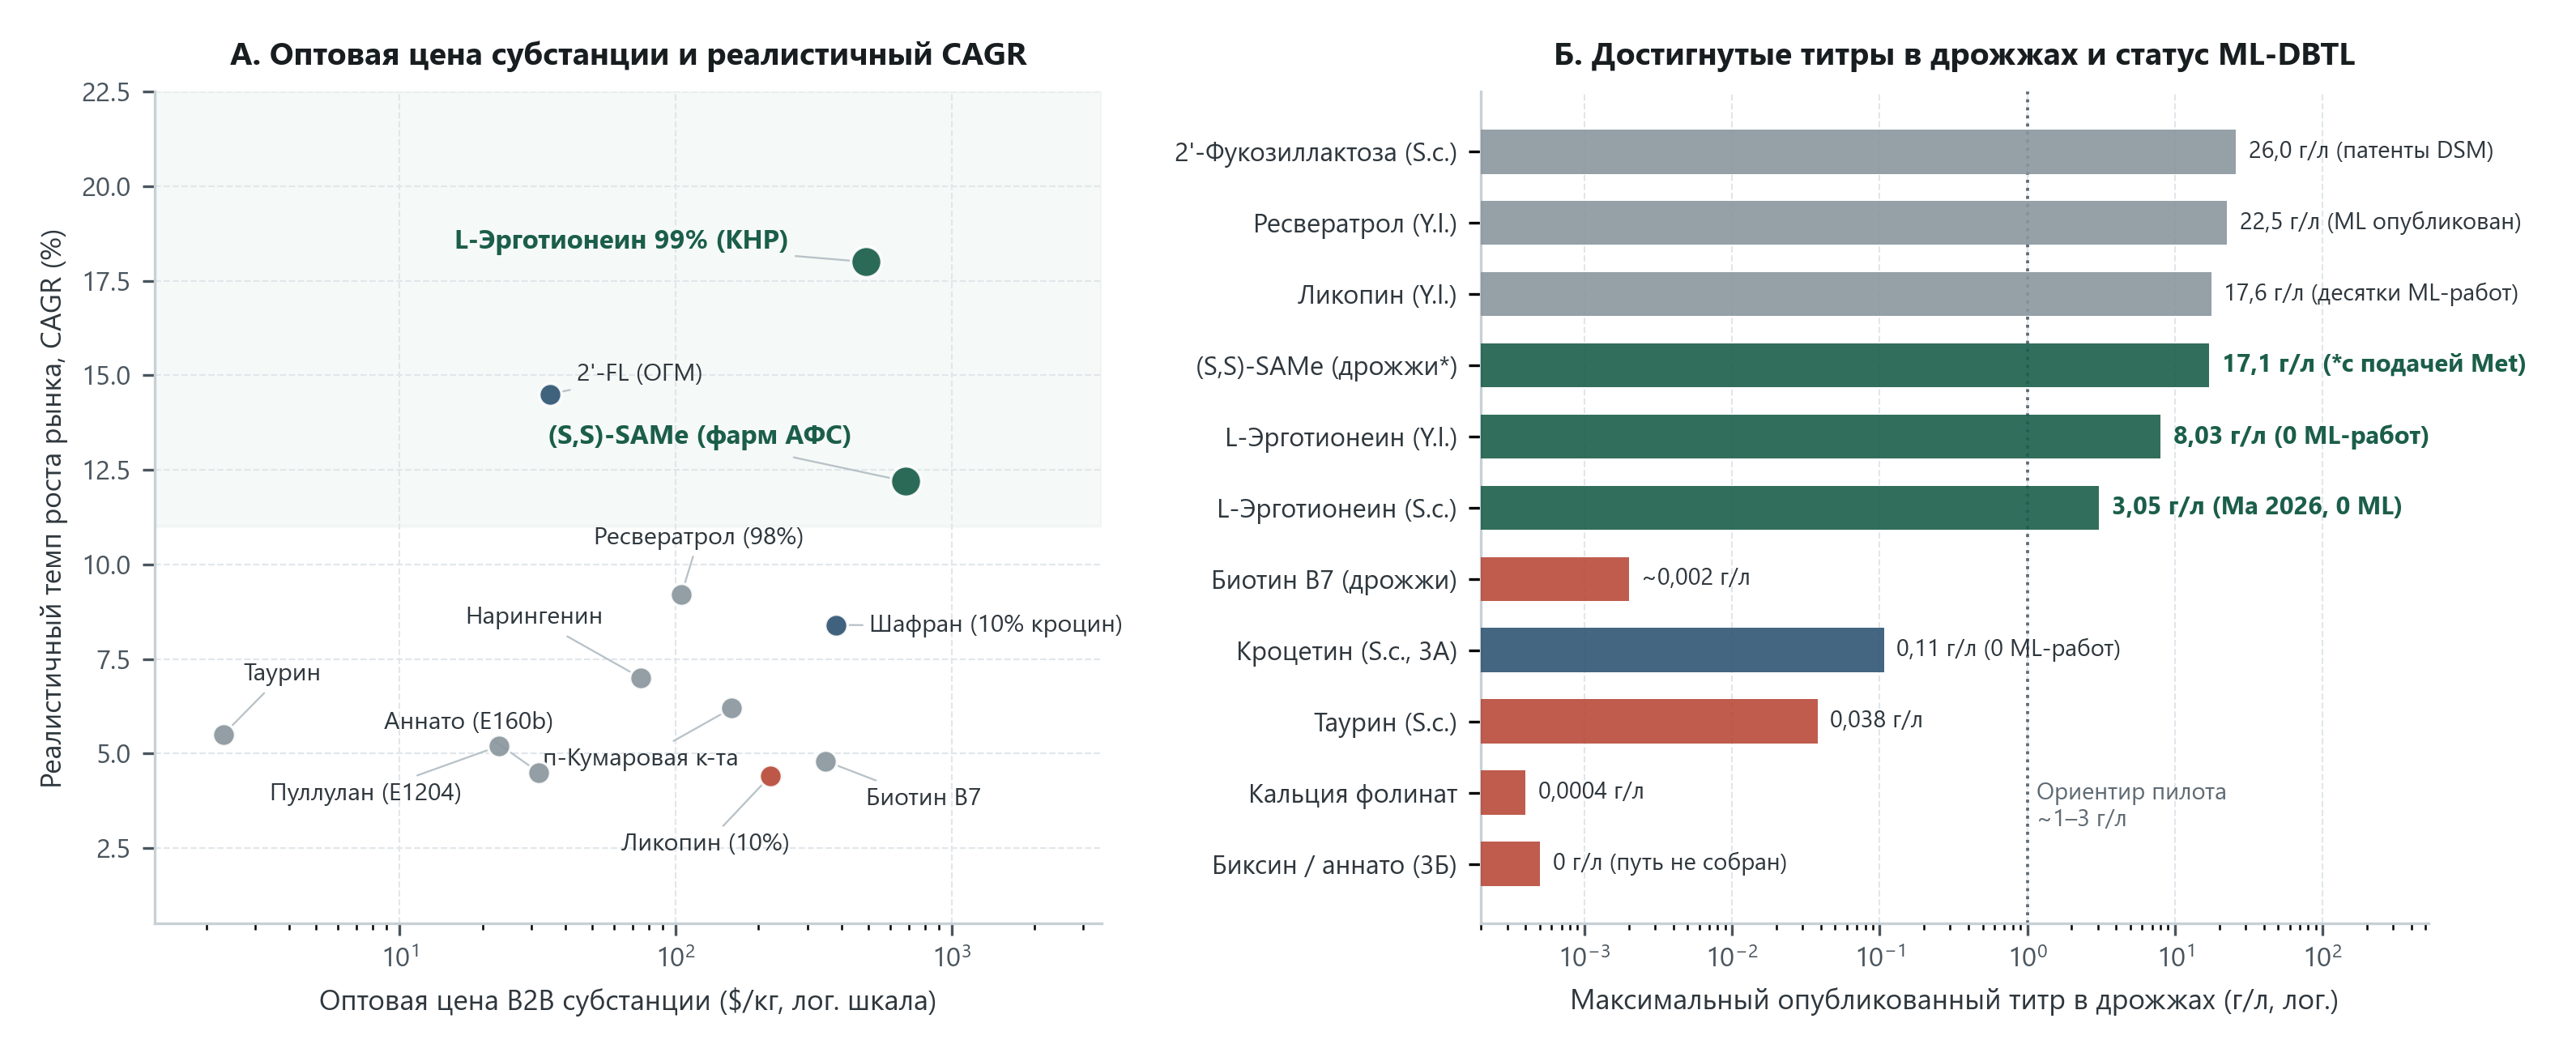 А. Оптовая цена субстанции и реалистичный CAGR
Реалистичный темп роста рынка, CAGR (%)
22.5
20.0
17.5
15.0
12.5
10.0
7.5
5.0
2.5
L-Эрготионеин 99% (КНР)
2'-FL (ОГМ)
(S,S)-SAMe (фарм АФС)
Ресвератрол (98%)
Нарингенин
Шафран (10% кроцин)
Таурин
Аннато (E160b)
п-Кумаровая к-та
Пуллулан (E1204)
Биотин B7
Ликопин (10%)
10¹
10²
10³
Оптовая цена B2B субстанции ($/кг, лог. шкала)
Б. Достигнутые титры в дрожжах и статус ML-DBTL
2'-Фукозиллактоза (S.c.)
26,0 г/л (патенты DSM)
Ресвератрол (Y.l.)
22,5 г/л (ML опубликован)
Ликопин (Y.l.)
17,6 г/л (десятки ML-работ)
(S,S)-SAMe (дрожжи*)
17,1 г/л (*с подачей Met)
L-Эрготионеин (Y.l.)
8,03 г/л (0 ML-работ)
L-Эрготионеин (S.c.)
3,05 г/л (Ma 2026, 0 ML)
Биотин B7 (дрожжи)
~0,002 г/л
Кроцетин (S.c., 3А)
0,11 г/л (0 ML-работ)
Таурин (S.c.)
0,038 г/л
Кальция фолинат
0,0004 г/л
Ориентир пилота
~1–3 г/л
Биксин / аннато (3Б)
0 г/л (путь не собран)
10⁻³
10⁻²
10⁻¹
10⁰
10¹
10²
Максимальный опубликованный титр в дрожжах (г/л, лог.)